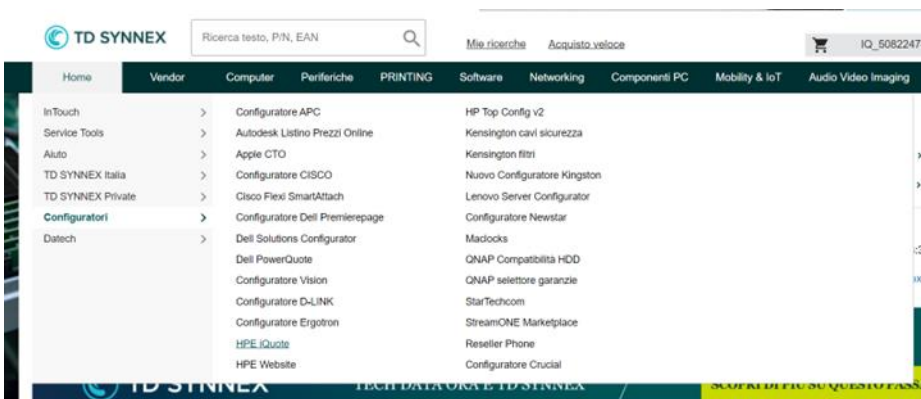 TD SYNNEX
Ricerca testo, P/N, EAN
Mie ricerche
Acquisto veloce
IQ_5082247
Home Vendor Computer Periferiche PRINTING Software Networking Componenti PC Mobility & IoT Audio Video Imaging
InTouch
Service Tools
Aiuto
TD SYNNEX Italia
TD SYNNEX Private
Configuratori
Datech
Configuratore APC
Autodesk Listino Prezzi Online
Apple CTO
Configuratore CISCO
Cisco Flexi SmartAttach
Configuratore Dell Premierepage
Dell Solutions Configurator
Dell PowerQuote
Configuratore Vision
Configuratore D-LINK
Configuratore Ergotron
HPE iQuote
HPE Website
HP Top Config v2
Kensington cavi sicurezza
Kensington filtri
Nuovo Configuratore Kingston
Lenovo Server Configurator
Configuratore Newstar
Maclocks
QNAP Compatibilità HDD
QNAP selettore garanzie
StarTechcom
StreamONE Marketplace
Reseller Phone
Configuratore Crucial
TD SYNNEX
TECH DATA ORA È TD SYNNEX
SCOPRI DI PIÙ SU QUESTO PASS